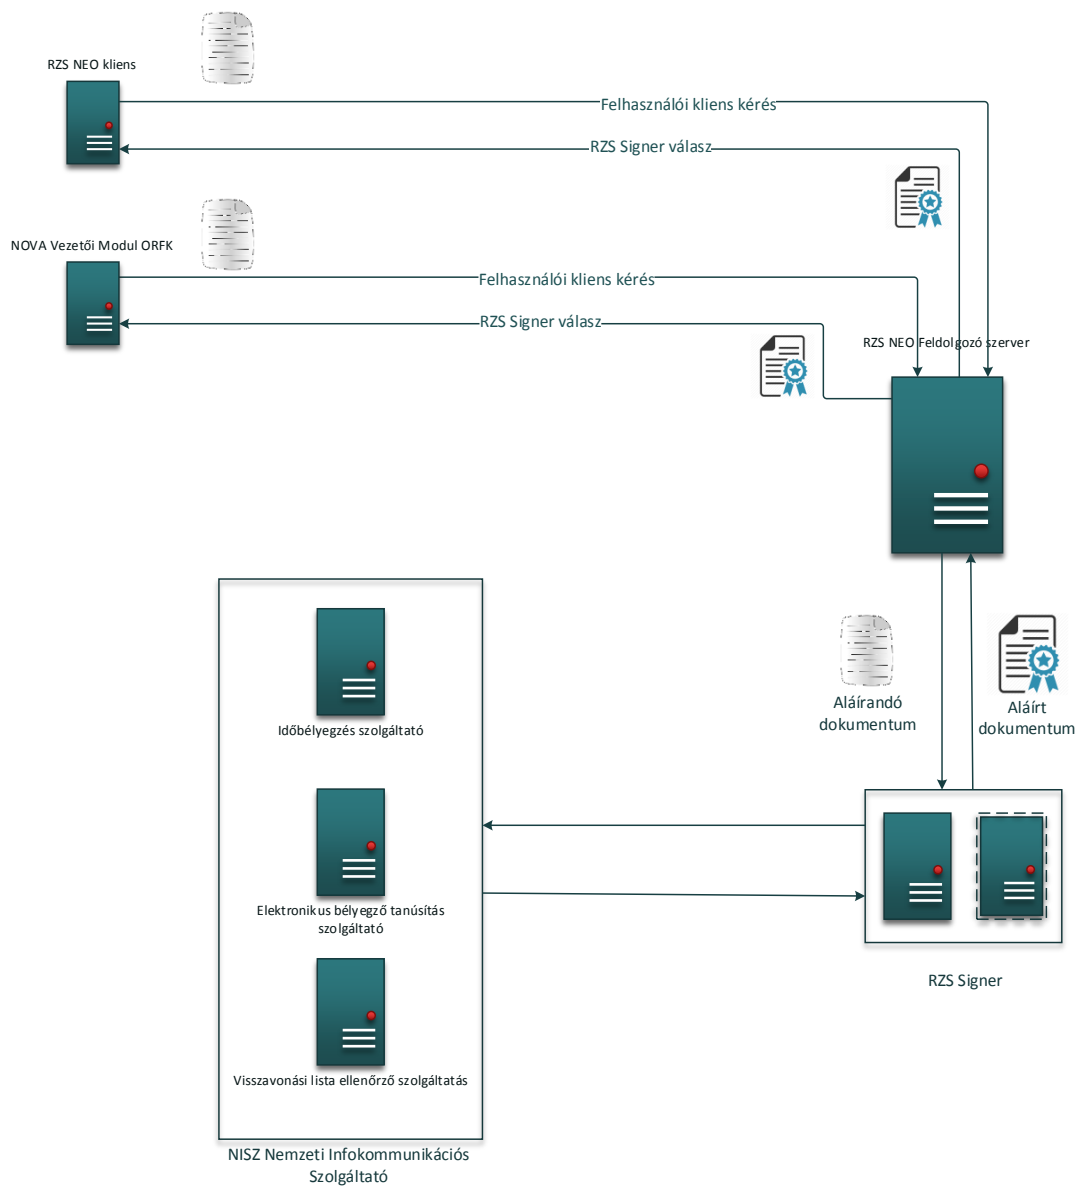 RZS NEO kliens
Felhasználói kliens kérés
RZS Signer válasz
NOVA Vezetői Modul ORFK
Felhasználói kliens kérés
RZS Signer válasz
RZS NEO Feldolgozó szerver
Aláírandó
dokumentum
Aláírt
dokumentum
Időbélyegzés szolgáltató
Elektronikus bélyegző tanúsítás
szolgáltató
Visszavonási lista ellenőrző szolgáltatás
RZS Signer
NISZ Nemzeti Infokommunikációs
Szolgáltató